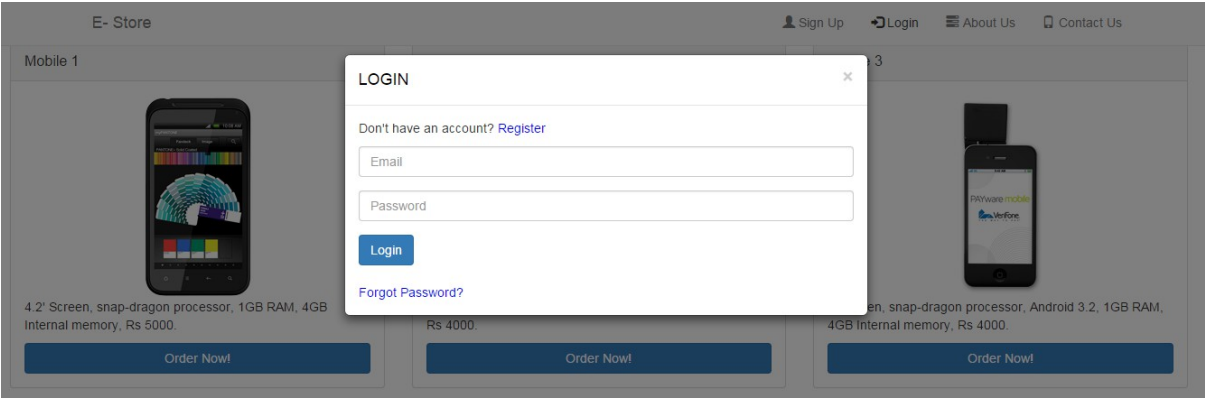 E- Store
Sign Up
Login
About Us
Contact Us
Mobile 1
3
LOGIN
×
Don't have an account? Register
Email
Password
Login
Forgot Password?
PAYware mobile
VeriFone
4.2' Screen, snap-dragon processor, 1GB RAM, 4GB
Internal memory, Rs 5000.
Rs 4000.
en, snap-dragon processor, Android 3.2, 1GB RAM,
4GB Internal memory, Rs 4000.
Order Now!
Order Now!
Order Now!